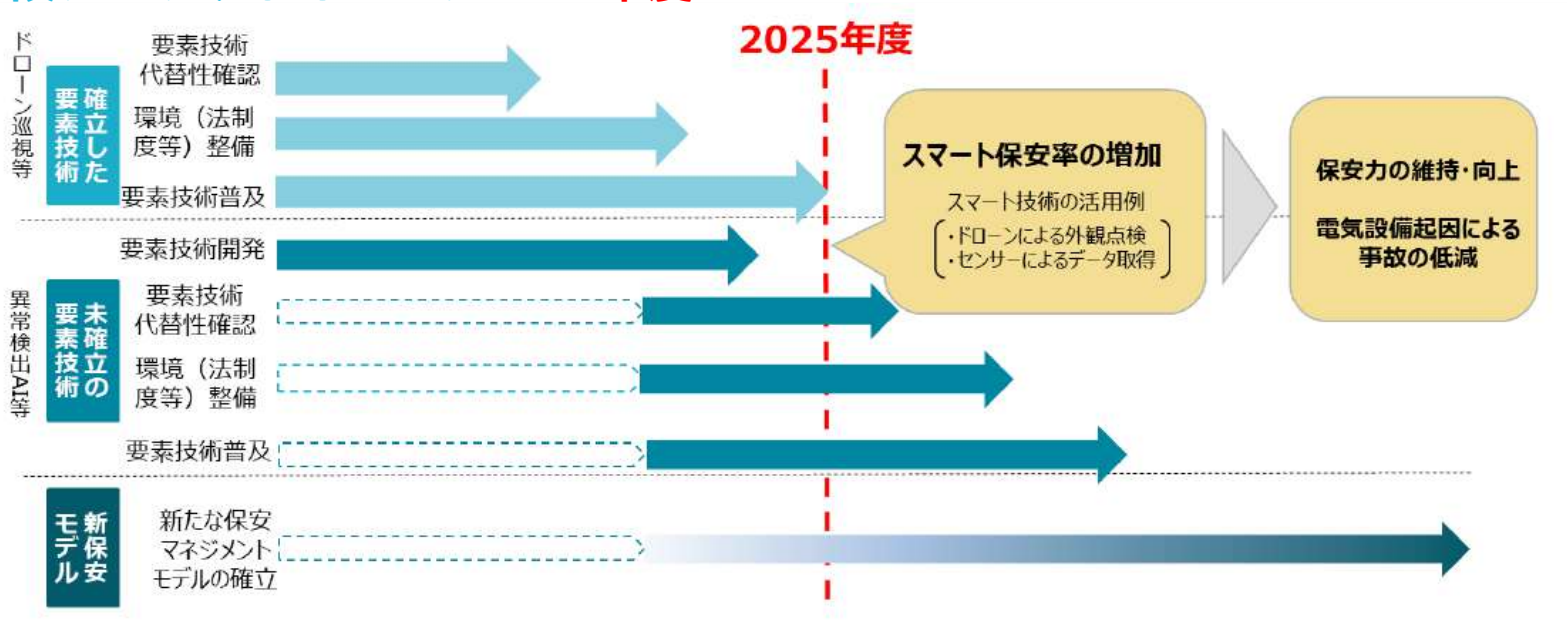 2025年度
ドローン巡視等
確立した
要素技術
要素技術
代替性確認
環境（法制
度等）整備
要素技術普及
スマート保安率の増加
スマート技術の活用例
・ドローンによる外観点検
・センサーによるデータ取得
保安力の維持・向上
電気設備起因による
事故の低減
異常検出AI等
未確立の
要素技術
要素技術開発
要素技術
代替性確認
環境（法制
度等）整備
要素技術普及
新保安
モデル
新たな保安
マネジメント
モデルの確立